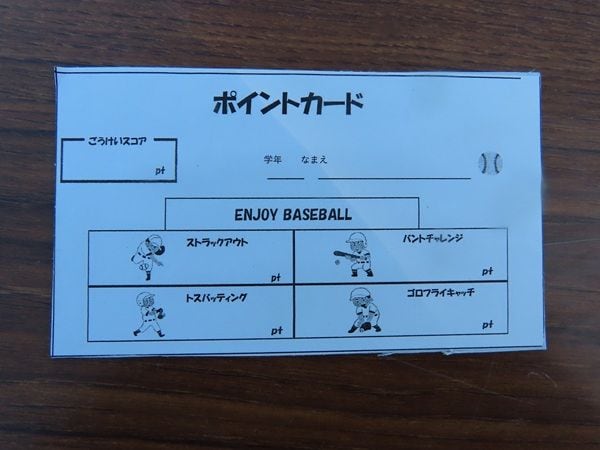 ポイントカード
ごうけいスコア
pt
学年 なまえ
ENJOY BASEBALL
ストラックアウト
pt
バントチャレンジ
pt
トスバッティング
pt
ゴロフライキャッチ
pt